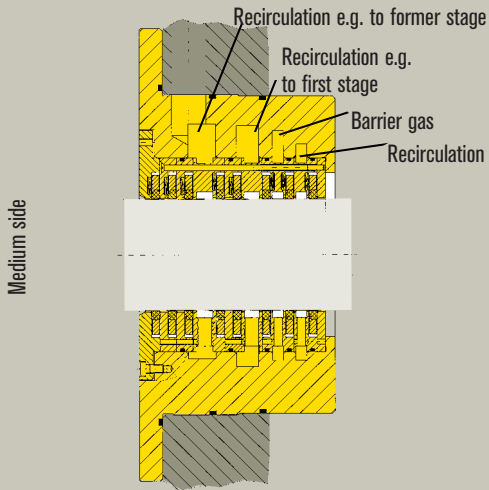 Recirculation e.g. to former stage
Recirculation e.g.
to first stage
Barrier gas
Recirculation
Medium side